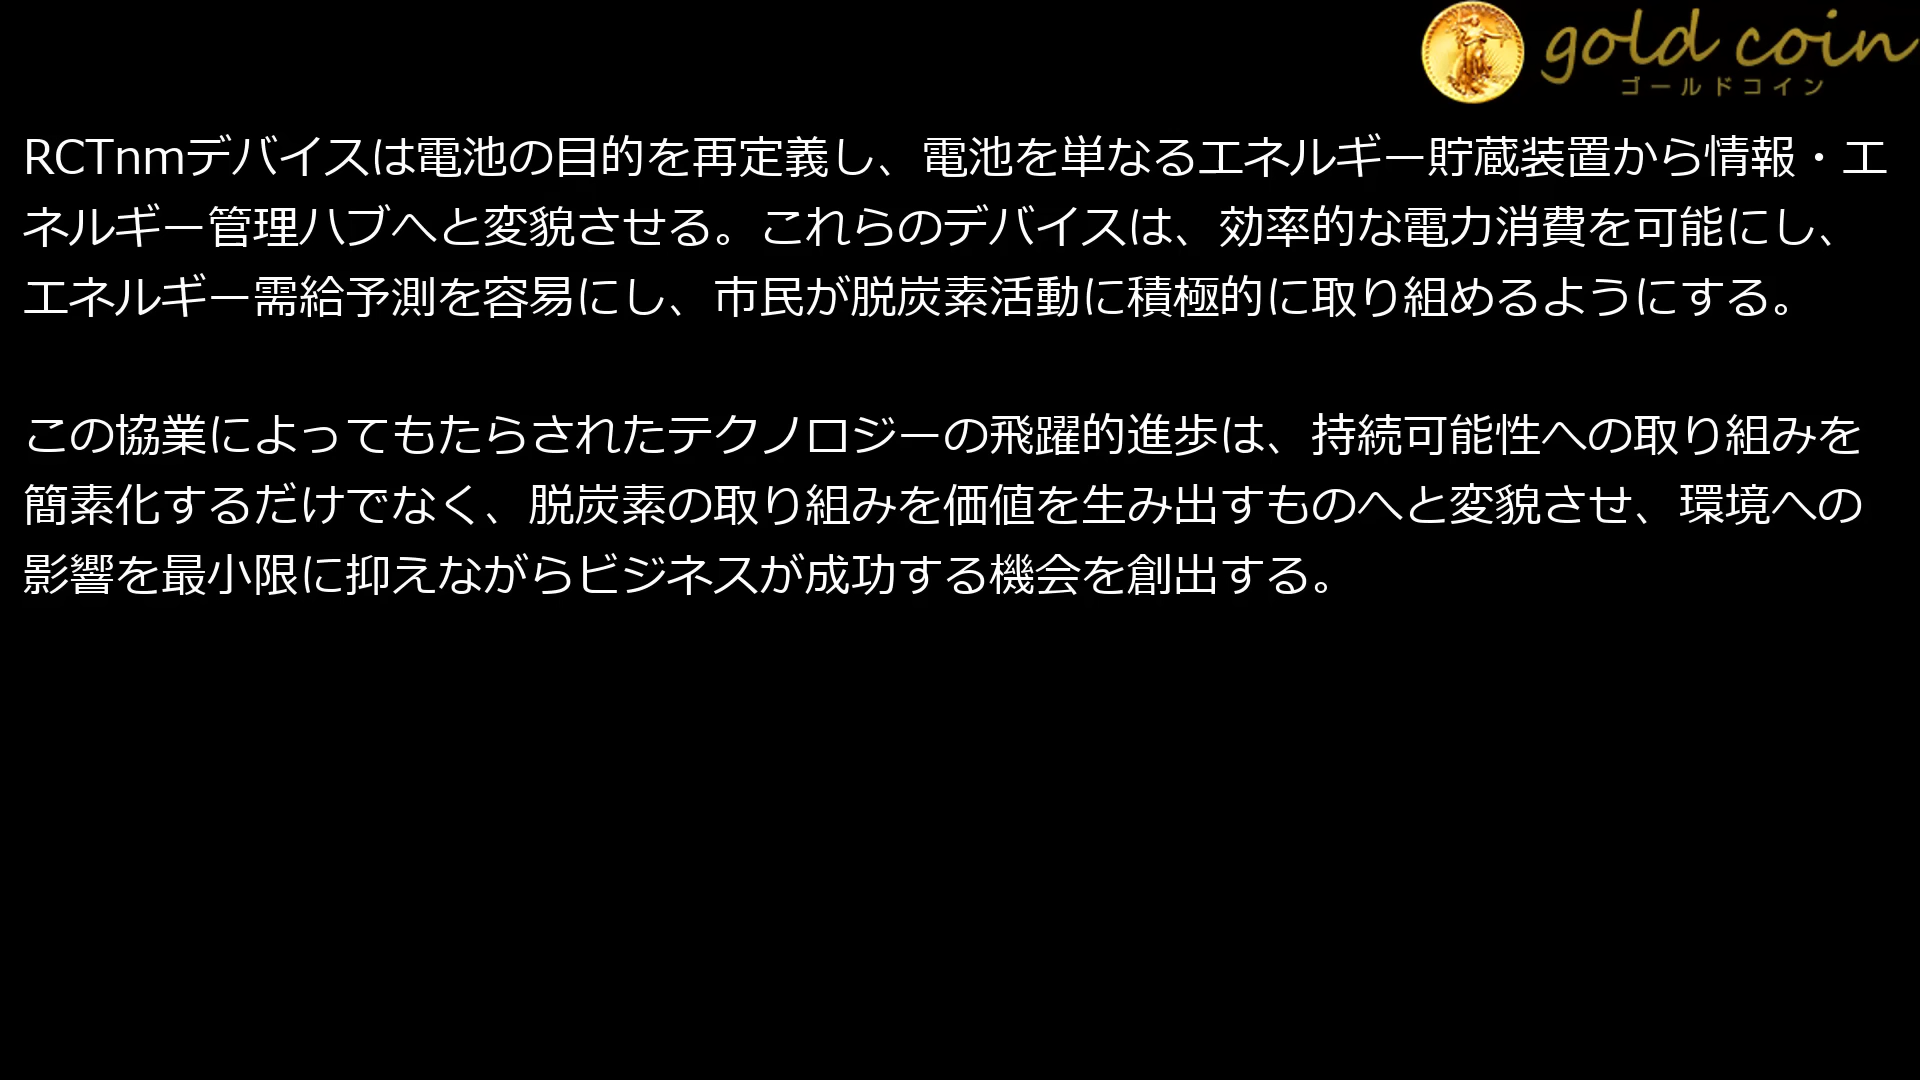 gold coin
ゴールドコイン
RCTnmデバイスは電池の目的を再定義し、電池を単なるエネルギー貯蔵装置から情報・エ
ネルギー管理ハブへと変貌させる。これらのデバイスは、効率的な電力消費を可能にし、
エネルギー需給予測を容易にし、市民が脱炭素活動に積極的に取り組めるようにする。
この協業によってもたらされたテクノロジーの飛躍的進歩は、持続可能性への取り組みを
簡素化するだけでなく、脱炭素の取り組みを価値を生み出すものへと変貌させ、環境への
影響を最小限に抑えながらビジネスが成功する機会を創出する。